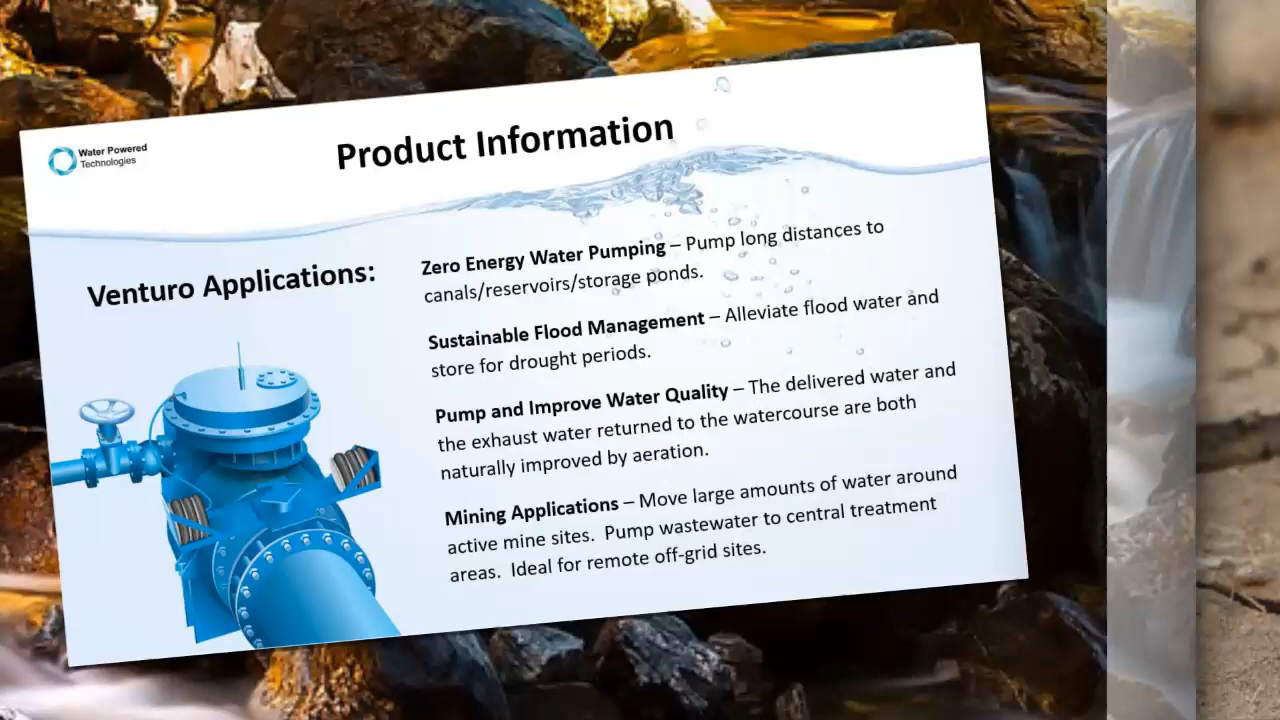 Water Powered
Technologies
Product Information
Venturo Applications:
Zero Energy Water Pumping – Pump long distances to
canals/reservoirs/storage ponds.
Sustainable Flood Management – Alleviate flood water and
store for drought periods.
Pump and Improve Water Quality – The delivered water and
the exhaust water returned to the watercourse are both
naturally improved by aeration.
Mining Applications – Move large amounts of water around
active mine sites.  Pump wastewater to central treatment
areas.  Ideal for remote off-grid sites.